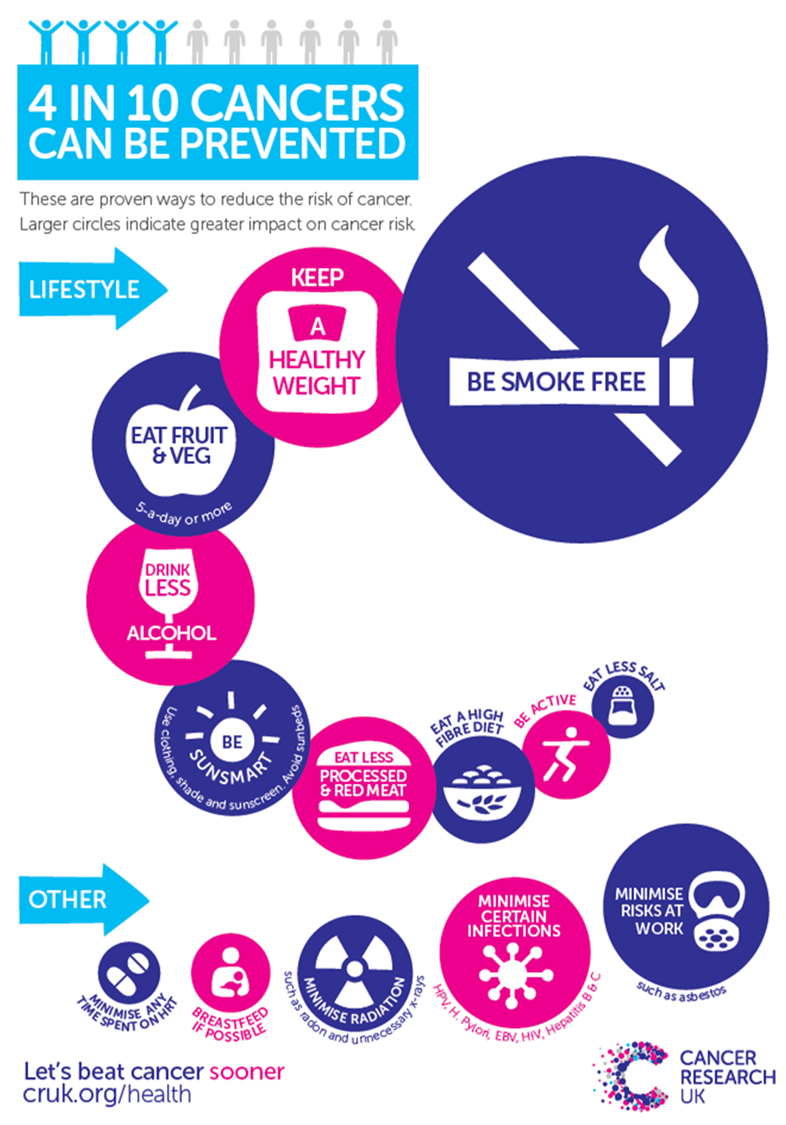 4 IN 10 CANCERS
CAN BE PREVENTED
These are proven ways to reduce the risk of cancer.
Larger circles indicate greater impact on cancer risk.
LIFESTYLE
BE SMOKE FREE
KEEP
A
HEALTHY
WEIGHT
EAT FRUIT
& VEG
5-a-day or more
DRINK
LESS
ALCOHOL
BE
SUNSMART
Use clothing, shade and sunscreen. Avoid sunbeds
EAT LESS
PROCESSED
& RED MEAT
EAT A HIGH
FIBRE DIET
BE ACTIVE
EAT LESS SALT
OTHER
MINIMISE ANY
TIME SPENT ON HRT
BREASTFEED
IF POSSIBLE
MINIMISE RADIATION
such as radon and unnecessary x-rays
MINIMISE
CERTAIN
INFECTIONS
HPV, H. Pylori, EBV, HIV, Hepatitis B & C
MINIMISE
RISKS AT
WORK
such as asbestos
Let's beat cancer sooner
cruk.org/health
CANCER
RESEARCH
UK